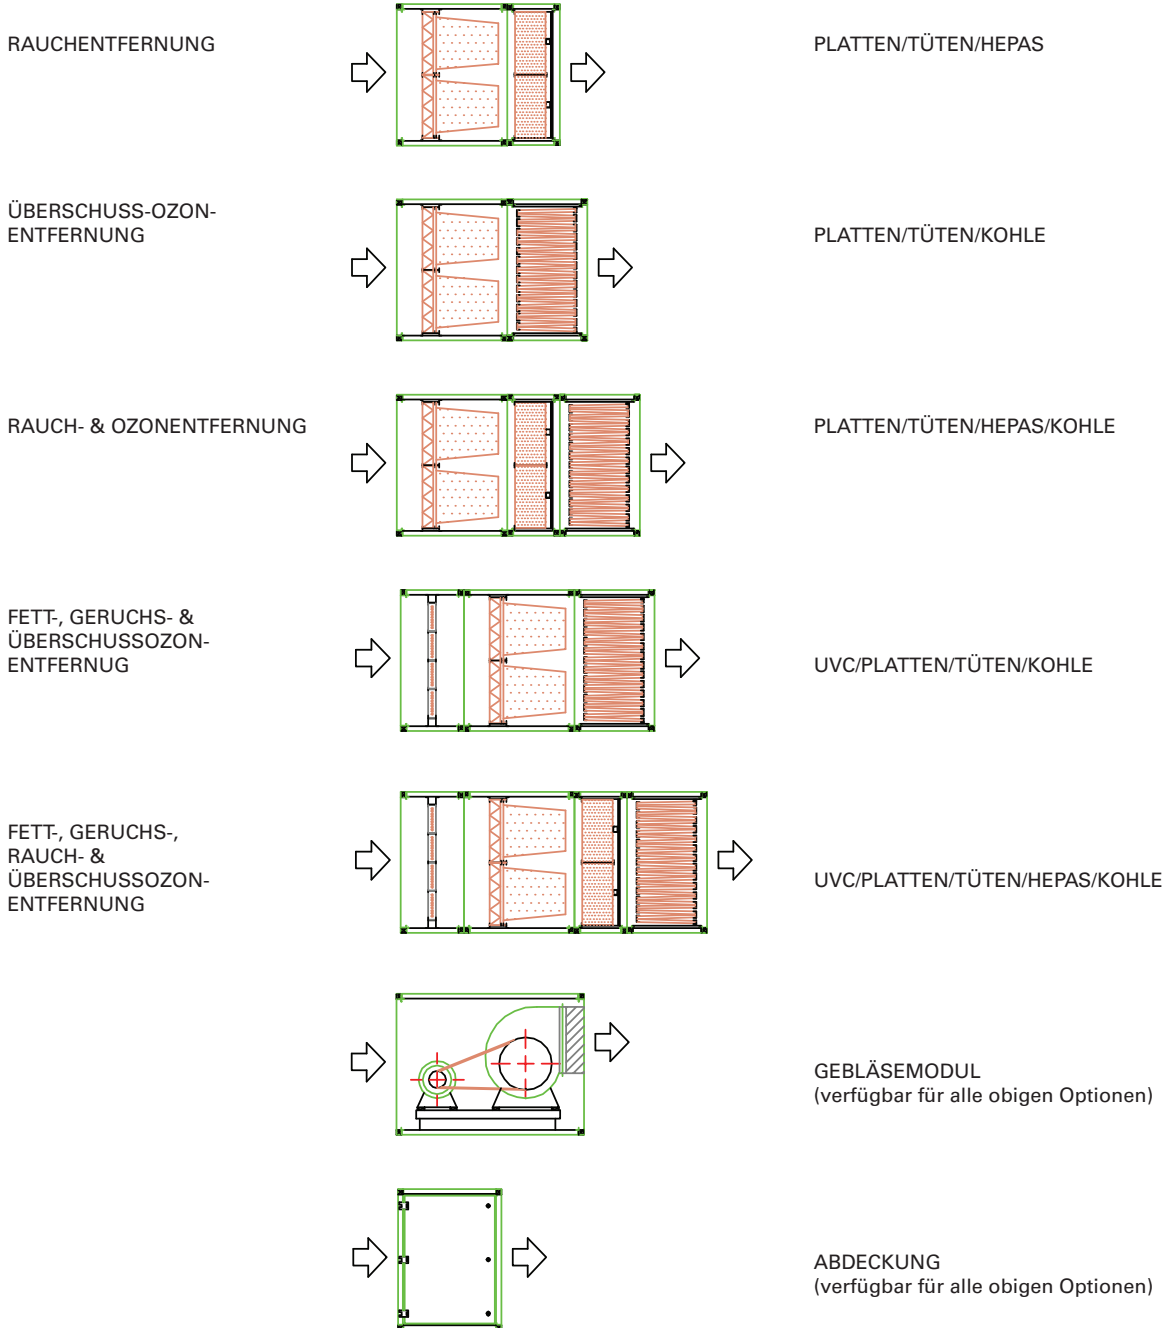 RAUCHENTFERNUNG
PLATTEN/TÜTEN/HEPAS
ÜBERSCHUSS-OZON-
ENTFERNUNG
PLATTEN/TÜTEN/KOHLE
RAUCH- & OZONENTFERNUNG
PLATTEN/TÜTEN/HEPAS/KOHLE
FETT-, GERUCHS- &
ÜBERSCHUSSOZON-
ENTFERNUG
UVC/PLATTEN/TÜTEN/KOHLE
FETT-, GERUCHS-,
RAUCH- &
ÜBERSCHUSSOZON-
ENTFERNUNG
UVC/PLATTEN/TÜTEN/HEPAS/KOHLE
GEBLÄSEMODUL
(verfügbar für alle obigen Optionen)
ABDECKUNG
(verfügbar für alle obigen Optionen)